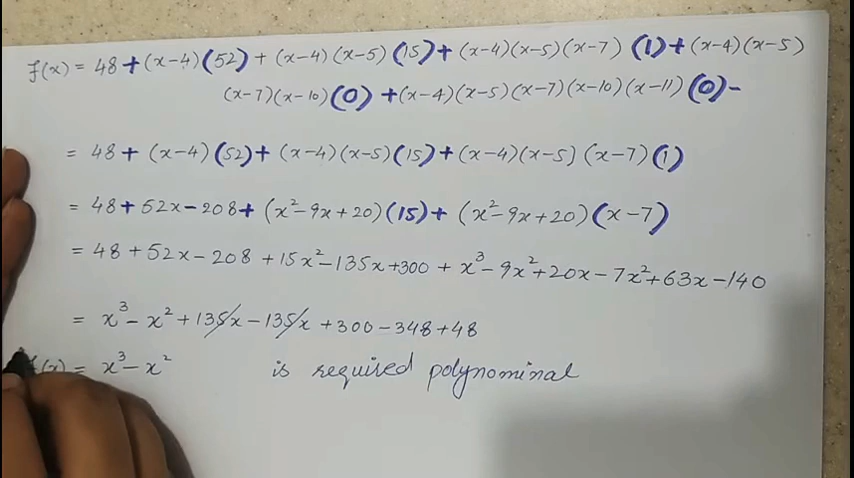 f(x) = 48 + (x-4)(52) + (x-4)(x-5)(15) + (x-4)(x-5)(x-7) (1) + (x-4)(x-5)
(x-7)(x-10)(0) + (x-4)(x-5)(x-7)(x-10)(x-11)(0) -
= 48 + (x-4)(52) + (x-4)(x-5)(15) + (x-4)(x-5) (x-7)(1)
= 48 + 52x - 208 + (x²-9x+20)(15) + (x²-9x+20)(x-7)
= 48 + 52x - 208 + 15x² - 135x + 300 + x³ - 9x² + 20x - 7x² + 63x - 140
= x³ - x² + 135x - 135x + 300 - 348 + 48
f(x) = x³ - x² is required polynominal